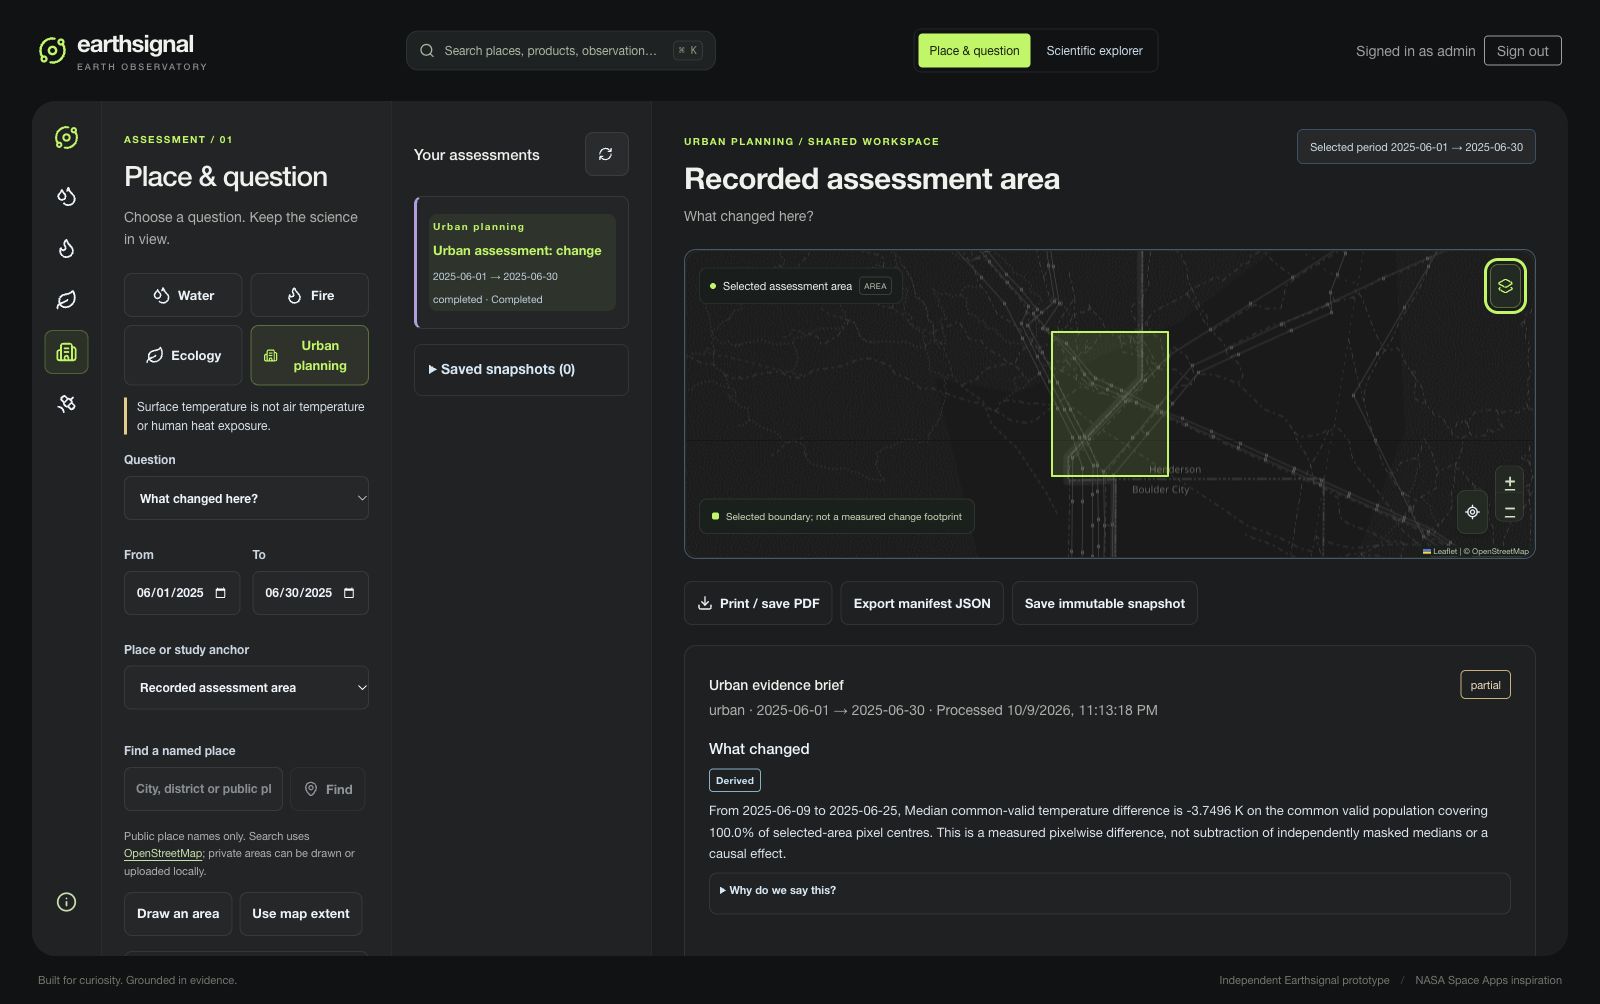 earthsignal
EARTH OBSERVATORY
Search places, products, observation…
⌘ K
Place & question
Scientific explorer
Signed in as admin
Sign out
ASSESSMENT / 01
Place & question
Choose a question. Keep the science
in view.
Water
Fire
Ecology
Urban
planning
Surface temperature is not air temperature
or human heat exposure.
Question
What changed here?
From
To
06/01/2025
06/30/2025
Place or study anchor
Recorded assessment area
Find a named place
City, district or public pl
Find
Public place names only. Search uses
OpenStreetMap; private areas can be drawn or
uploaded locally.
Draw an area
Use map extent
Your assessments
Urban planning
Urban assessment: change
2025-06-01 → 2025-06-30
completed · Completed
Saved snapshots (0)
URBAN PLANNING / SHARED WORKSPACE
Selected period 2025-06-01 → 2025-06-30
Recorded assessment area
What changed here?
Selected assessment area
AREA
Henderson
Boulder City
Selected boundary; not a measured change footprint
+
−
Leaflet | © OpenStreetMap
Print / save PDF
Export manifest JSON
Save immutable snapshot
Urban evidence brief
partial
urban · 2025-06-01 → 2025-06-30 · Processed 10/9/2026, 11:13:18 PM
What changed
Derived
From 2025-06-09 to 2025-06-25, Median common-valid temperature difference is -3.7496 K on the common valid population covering
100.0% of selected-area pixel centres. This is a measured pixelwise difference, not subtraction of independently masked medians or a
causal effect.
Why do we say this?
Built for curiosity. Grounded in evidence.
Independent Earthsignal prototype / NASA Space Apps inspiration